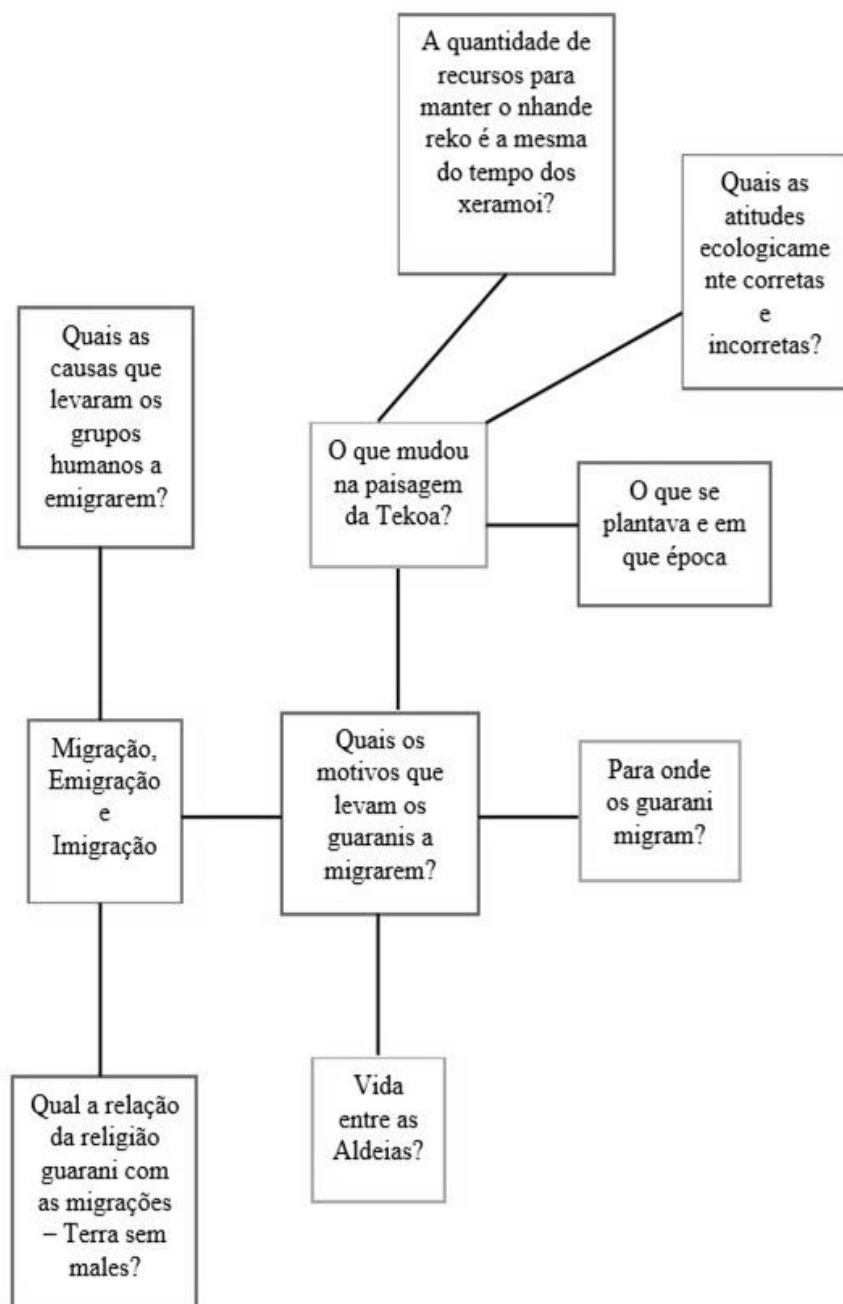 A quantidade de
recursos para
manter o nhande
reko é a mesma
do tempo dos
xeramoi?
Quais as
atitudes
ecologicame
nte corretas
e
incorretas?
Quais as
causas que
levaram os
grupos
humanos a
emigrarem?
O que mudou
na paisagem
da Tekoa?
O que se
plantava e em
que época
Migração,
Emigração
e
Imigração
Quais os
motivos que
levam os
guaranis a
migrarem?
Para onde
os guarani
migram?
Vida
entre as
Aldeias?
Qual a relação
da religião
guarani com
as migrações
– Terra sem
males?